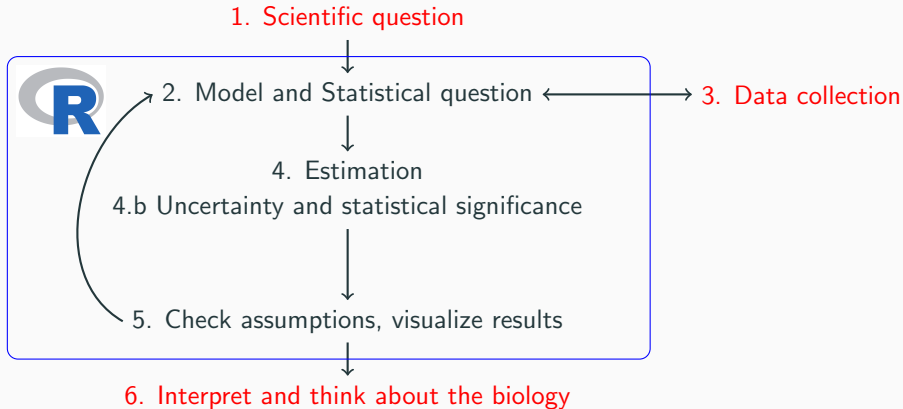 1. Scientific question
R
2. Model and Statistical question
3. Data collection
4. Estimation
4.b Uncertainty and statistical significance
5. Check assumptions, visualize results
6. Interpret and think about the biology